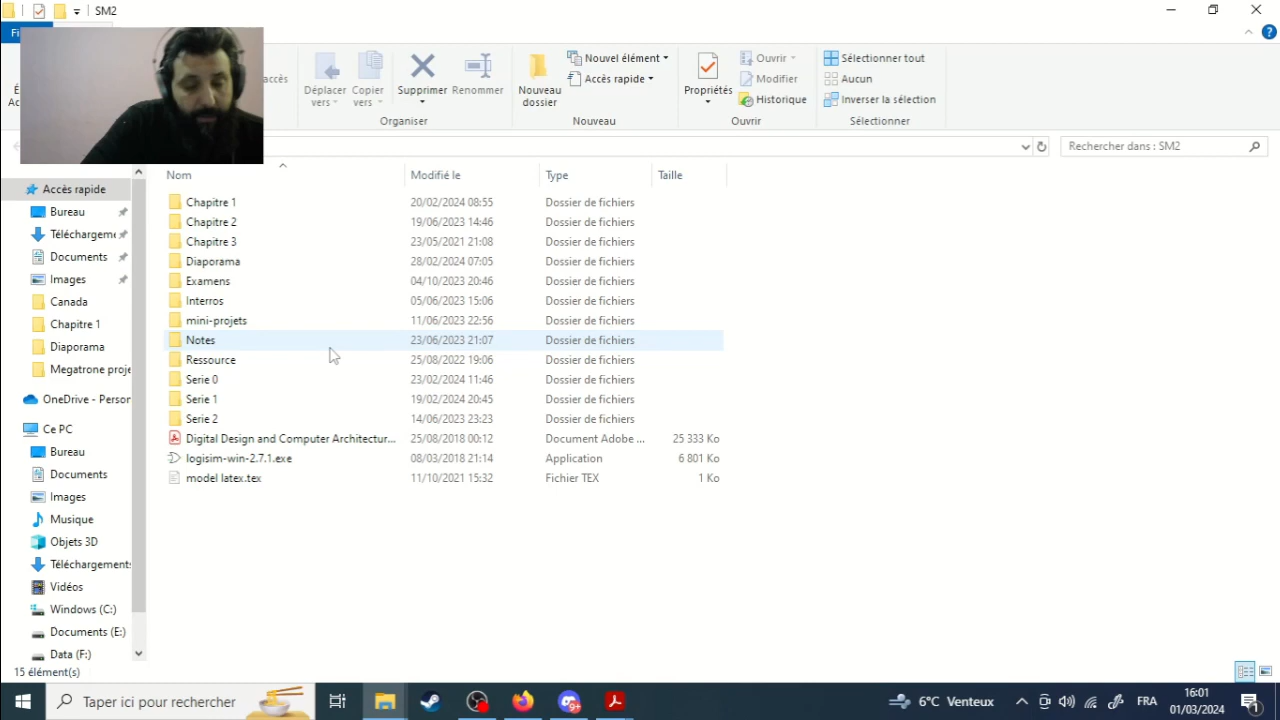 SM2
Fi
accès
Ac
Déplacer vers
Copier vers
Supprimer
Renommer
Organiser
Nouveau dossier
Nouvel élément
Accès rapide
Nouveau
Propriétés
Ouvrir
Modifier
Historique
Ouvrir
Sélectionner tout
Aucun
Inverser la sélection
Sélectionner
Rechercher dans : SM2
Nom Modifié le Type Taille
Chapitre 1 20/02/2024 08:55 Dossier de fichiers
Chapitre 2 19/06/2023 14:46 Dossier de fichiers
Chapitre 3 23/05/2021 21:08 Dossier de fichiers
Diaporama 28/02/2024 07:05 Dossier de fichiers
Examens 04/10/2023 20:46 Dossier de fichiers
Interros 05/06/2023 15:06 Dossier de fichiers
mini-projets 11/06/2023 22:56 Dossier de fichiers
Notes 23/06/2023 21:07 Dossier de fichiers
Ressource 25/08/2022 19:06 Dossier de fichiers
Serie 0 23/02/2024 11:46 Dossier de fichiers
Serie 1 19/02/2024 20:45 Dossier de fichiers
Serie 2 14/06/2023 23:23 Dossier de fichiers
Digital Design and Computer Architectur... 25/08/2018 00:12 Document Adobe ... 25 333 Ko
logisim-win-2.7.1.exe 08/03/2018 21:14 Application 6 801 Ko
model latex.tex 11/10/2021 15:32 Fichier TEX 1 Ko
Accès rapide
Bureau
Téléchargeme
Documents
Images
Canada
Chapitre 1
Diaporama
Megatrone proje
OneDrive - Person
Ce PC
Bureau
Documents
Images
Musique
Objets 3D
Téléchargements
Vidéos
Windows (C:)
Documents (E:)
Data (F:)
15 élément(s)
Taper ici pour rechercher
9+
6°C Venteux
FRA
16:01
01/03/2024
1